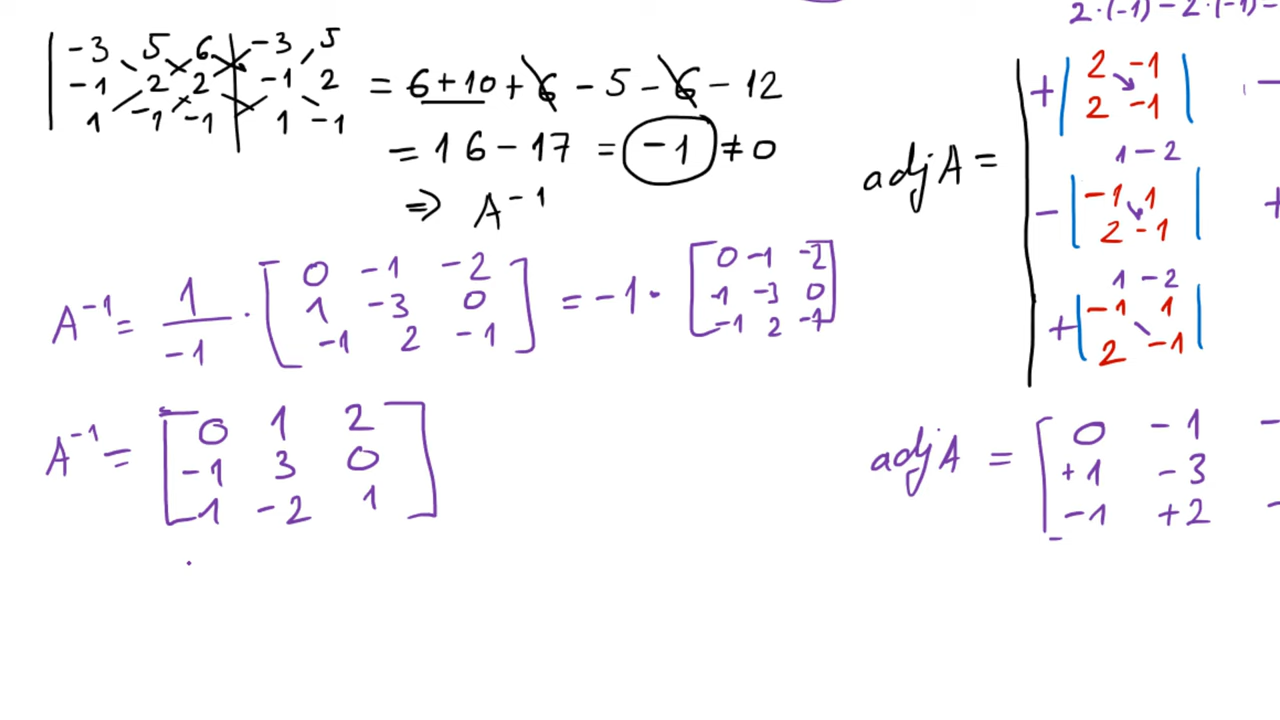 | -3 5 6 | -3 5
| -1 2 2 | -1 2 = 6 + 10 + 6 - 5 - 6 - 12
| 1 -1 -1 | 1 -1
= 16 - 17 = -1 ≠ 0
⇒ A⁻¹
A⁻¹ = 1/-1 · [ 0 -1 -2
1 -3 0
-1 2 -1 ] = -1 · [ 0 -1 -2
1 -3 0
-1 2 -1 ]
A⁻¹ = [ 0 1 2
-1 3 0
1 -2 1 ]
2·(-1) - 2·(-1) -
adjA =
+ | 2 -1
2 -1 | -
1 - 2
- | -1 1
2 -1 | +
1 - 2
+ | -1 1
2 -1 |
adjA = [ 0 -1 -
+1 -3
-1 +2 -